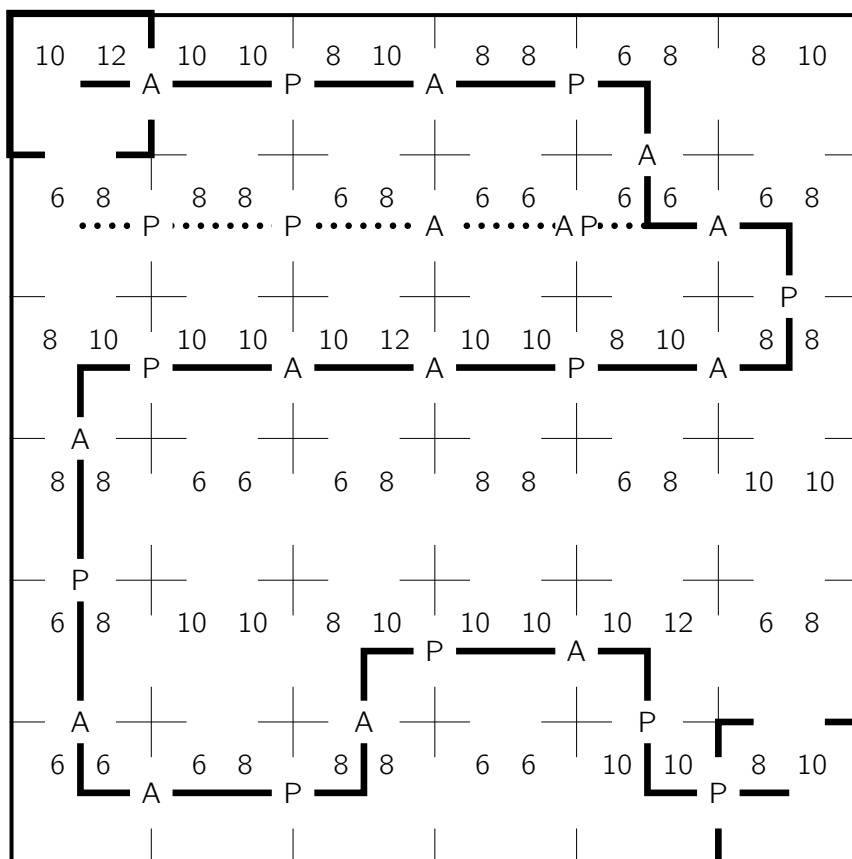 10 12 10 10 8 10 8 8 6 8 8 10
A P A P
A
6 8 8 8 6 8 6 6 6 6 6 8
P P A A P A
P
8 10 10 10 10 12 10 10 8 10 8 8
P A A P A
A
8 8 6 6 6 8 8 8 6 8 10 10
P
6 8 10 10 8 10 10 10 10 12 6 8
P A
A A P
6 6 6 8 8 8 6 6 10 10 8 10
A P P